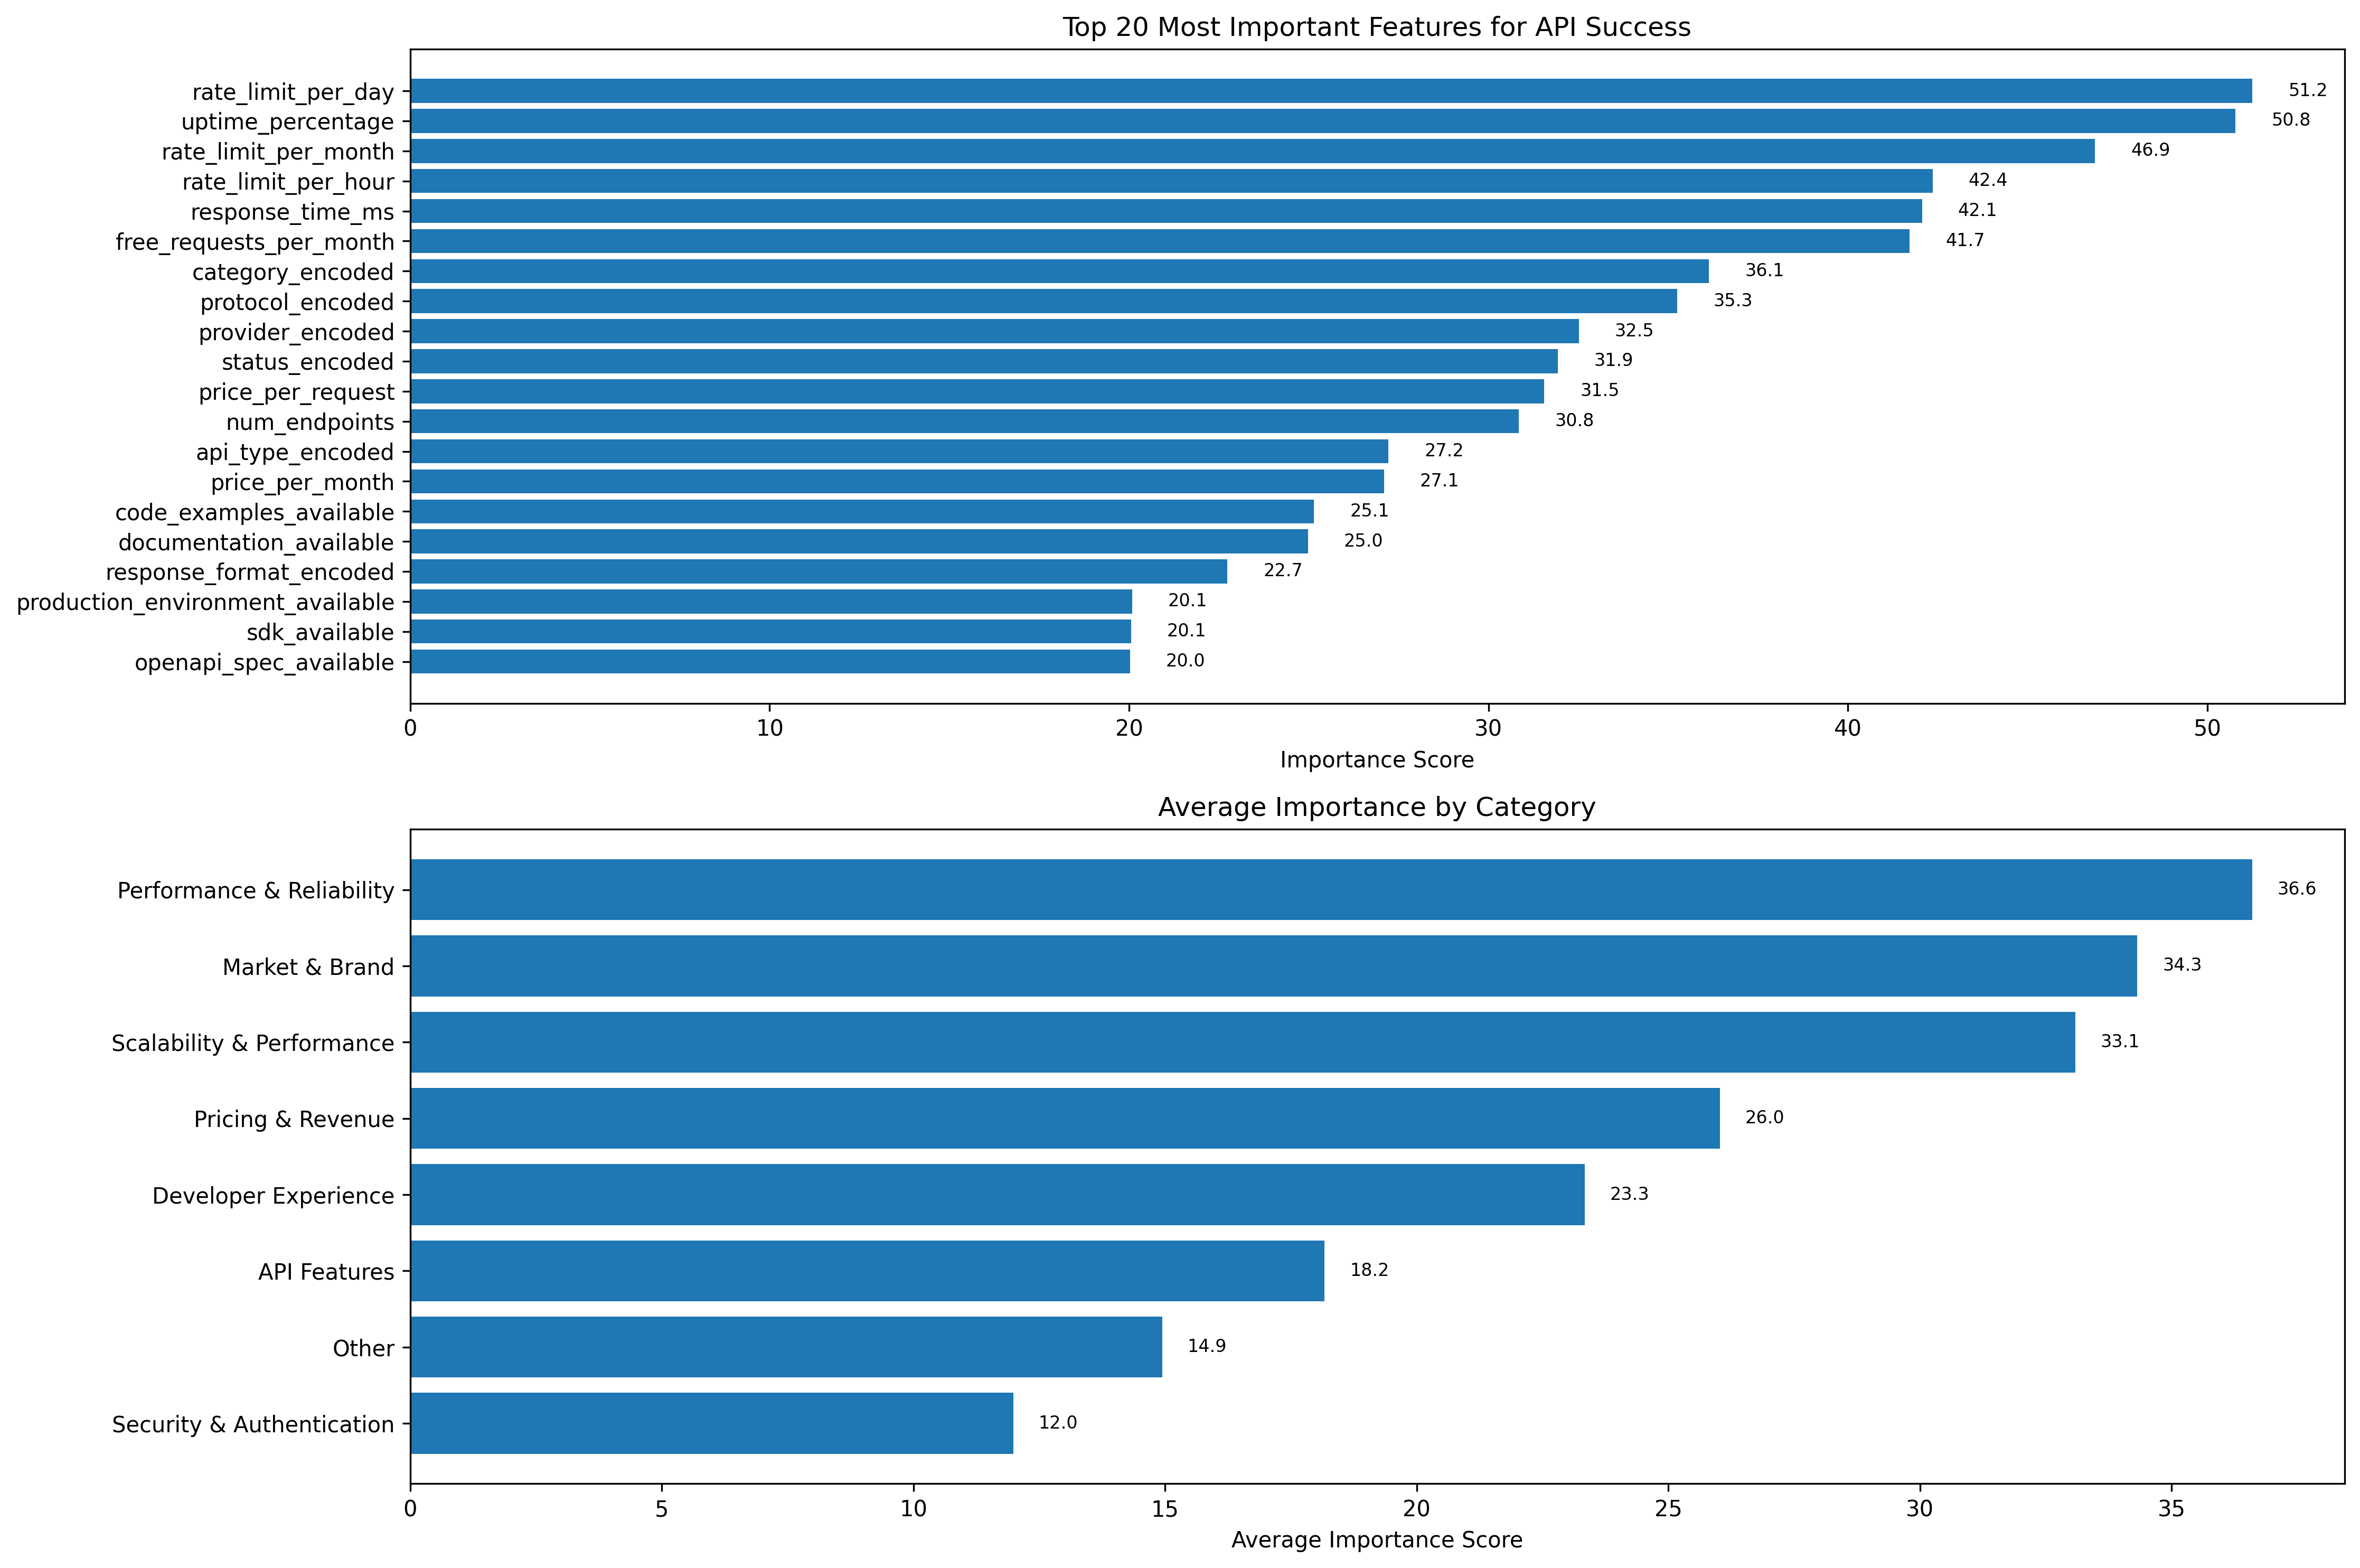 Top 20 Most Important Features for API Success
rate_limit_per_day 51.2
uptime_percentage 50.8
rate_limit_per_month 46.9
rate_limit_per_hour 42.4
response_time_ms 42.1
free_requests_per_month 41.7
category_encoded 36.1
protocol_encoded 35.3
provider_encoded 32.5
status_encoded 31.9
price_per_request 31.5
num_endpoints 30.8
api_type_encoded 27.2
price_per_month 27.1
code_examples_available 25.1
documentation_available 25.0
response_format_encoded 22.7
production_environment_available 20.1
sdk_available 20.1
openapi_spec_available 20.0
0 10 20 30 40 50
Importance Score
Average Importance by Category
Performance & Reliability 36.6
Market & Brand 34.3
Scalability & Performance 33.1
Pricing & Revenue 26.0
Developer Experience 23.3
API Features 18.2
Other 14.9
Security & Authentication 12.0
0 5 10 15 20 25 30 35
Average Importance Score